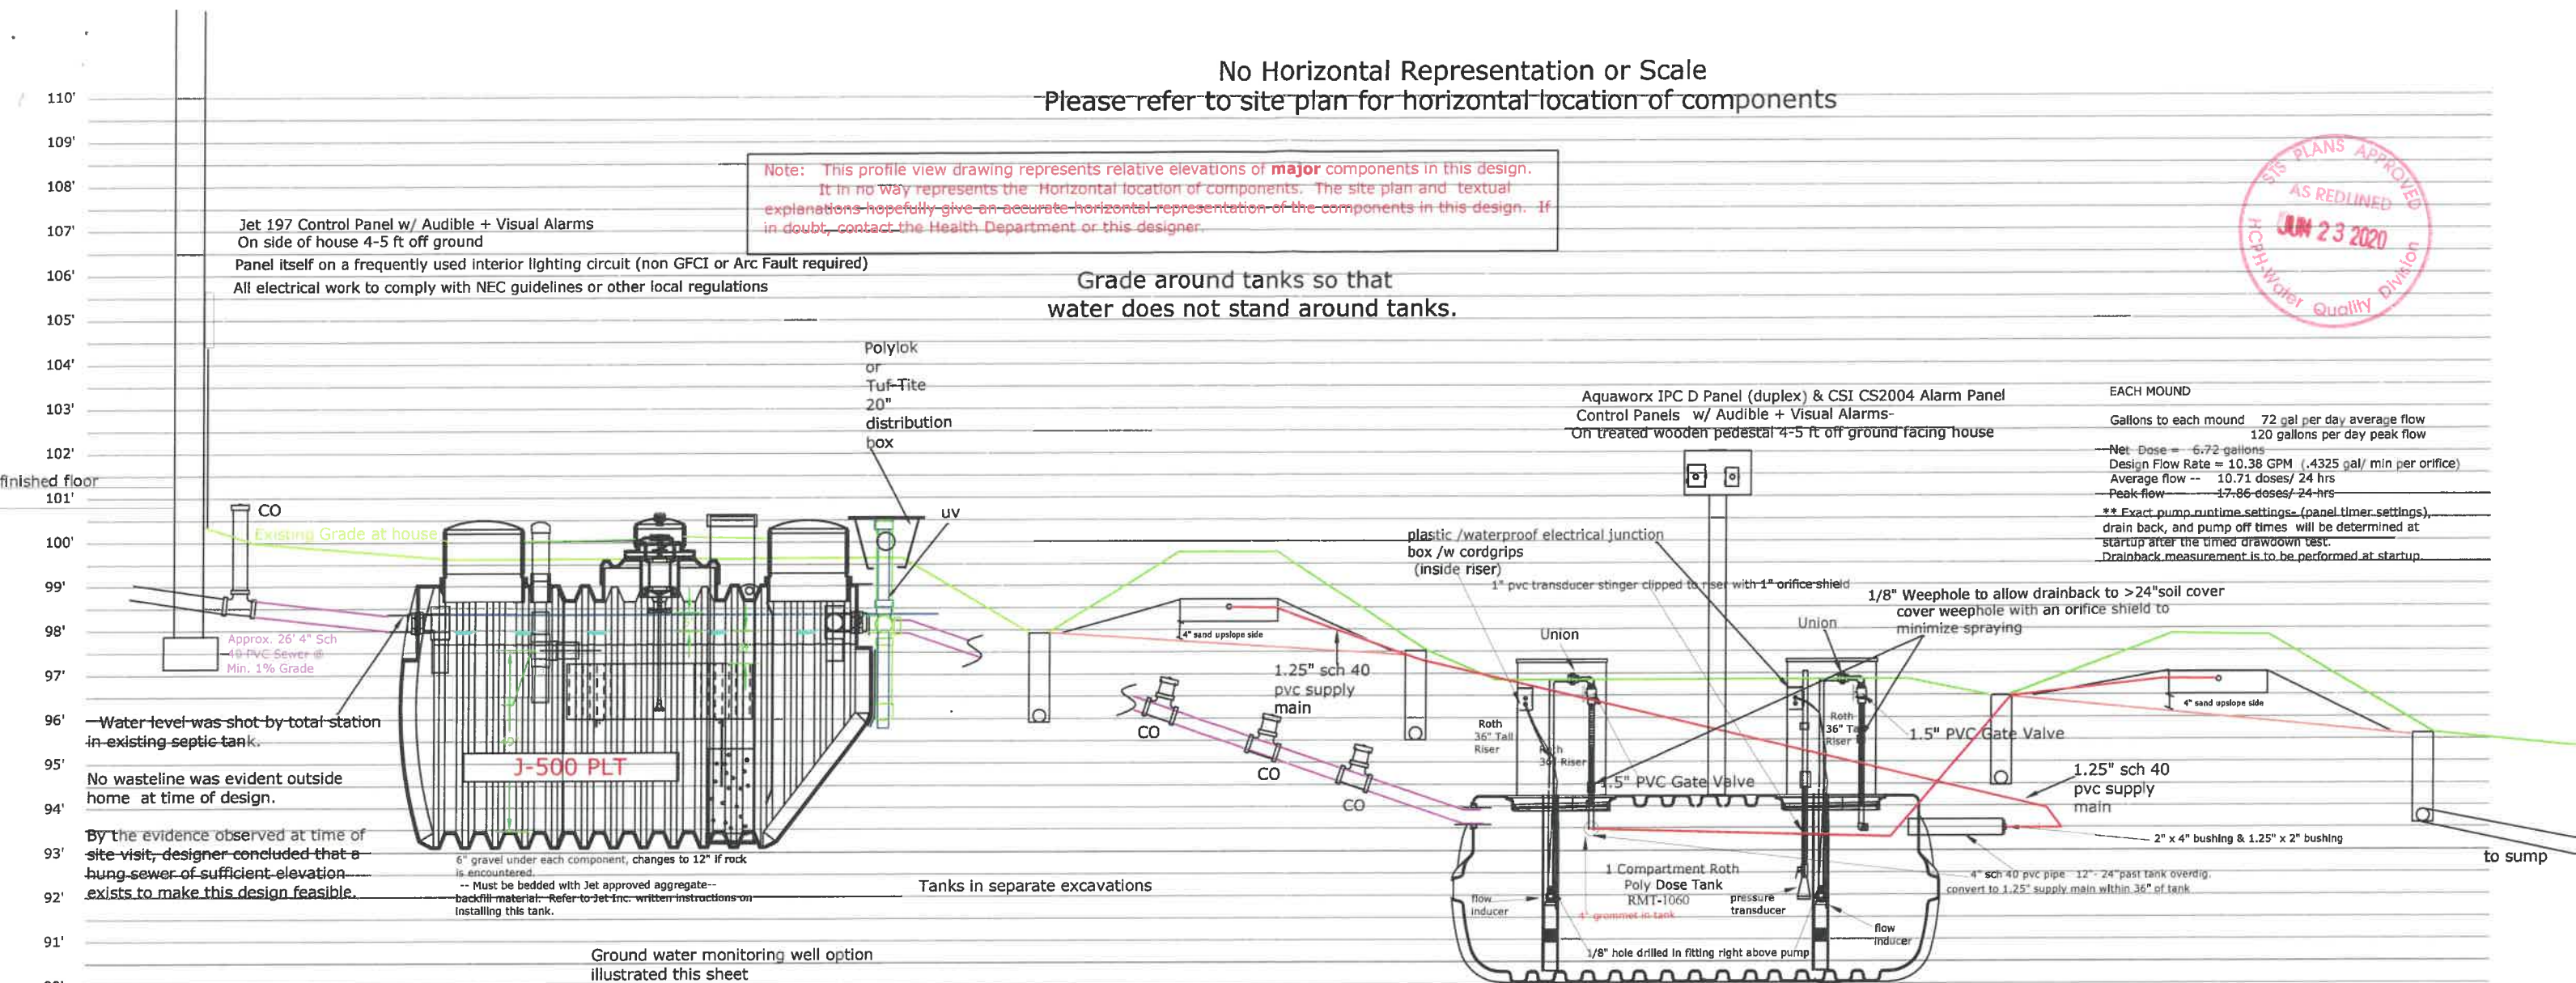 No Horizontal Representation or Scale
Please refer to site plan for horizontal location of components
110'
109'
108'
107'
106'
105'
104'
103'
102'
finished floor
101'
100'
99'
98'
97'
96'
95'
94'
93'
92'
91'
Note: This profile view drawing represents relative elevations of major components in this design.
It in no way represents the Horizontal location of components. The site plan and textual
explanations hopefully give an accurate horizontal representation of the components in this design. If
in doubt, contact the Health Department or this designer.
STS PLANS APPROVED
AS REDLINED
JUN 23 2020
HCPH-Water Quality Division
Jet 197 Control Panel w/ Audible + Visual Alarms
On side of house 4-5 ft off ground
Panel itself on a frequently used interior lighting circuit (non GFCI or Arc Fault required)
All electrical work to comply with NEC guidelines or other local regulations
Grade around tanks so that
water does not stand around tanks.
Polylok
or
Tuf-Tite
20"
distribution
box
uv
CO
Existing Grade at house
Approx. 26' 4" Sch
40 PVC Sewer @
Min. 1% Grade
Water level was shot by total station
in existing septic tank.
No wasteline was evident outside
home at time of design.
By the evidence observed at time of
site visit, designer concluded that a
hung sewer of sufficient elevation
exists to make this design feasible.
J-500 PLT
6" gravel under each component, changes to 12" if rock
is encountered.
-- Must be bedded with Jet approved aggregate--
backfill material. Refer to Jet Inc. written instructions on
installing this tank.
Tanks in separate excavations
Ground water monitoring well option
illustrated this sheet
4" sand upslope side
1.25" sch 40
pvc supply
main
CO
CO
CO
Aquaworx IPC D Panel (duplex) & CSI CS2004 Alarm Panel
Control Panels w/ Audible + Visual Alarms-
On treated wooden pedestal 4-5 ft off ground facing house
plastic /waterproof electrical junction
box /w cordgrips
(inside riser)
1" pvc transducer stinger clipped to riser with 1" orifice shield
Union
Union
1/8" Weephole to allow drainback to >24"soil cover
cover weephole with an orifice shield to
minimize spraying
Roth
36" Tall
Riser
Roth
Riser
Roth
36" Tall
Riser
1.5" PVC Gate Valve
1.5" PVC Gate Valve
1 Compartment Roth
Poly Dose Tank
RMT-1060
4" grommet in tank
flow
inducer
pressure
transducer
flow
inducer
1/8" hole drilled in fitting right above pump
EACH MOUND
Gallons to each mound 72 gal per day average flow
120 gallons per day peak flow
Net Dose = 6.72 gallons
Design Flow Rate = 10.38 GPM (.4325 gal/ min per orifice)
Average flow -- 10.71 doses/ 24 hrs
Peak flow 17.86 doses/ 24 hrs
** Exact pump runtime settings- (panel timer settings),
drain back, and pump off times will be determined at
startup after the timed drawdown test.
Drainback measurement is to be performed at startup.
4" sand upslope side
1.25" sch 40
pvc supply
main
2" x 4" bushing & 1.25" x 2" bushing
4" sch 40 pvc pipe 12"- 24"past tank overdig.
convert to 1.25" supply main within 36" of tank
to sump